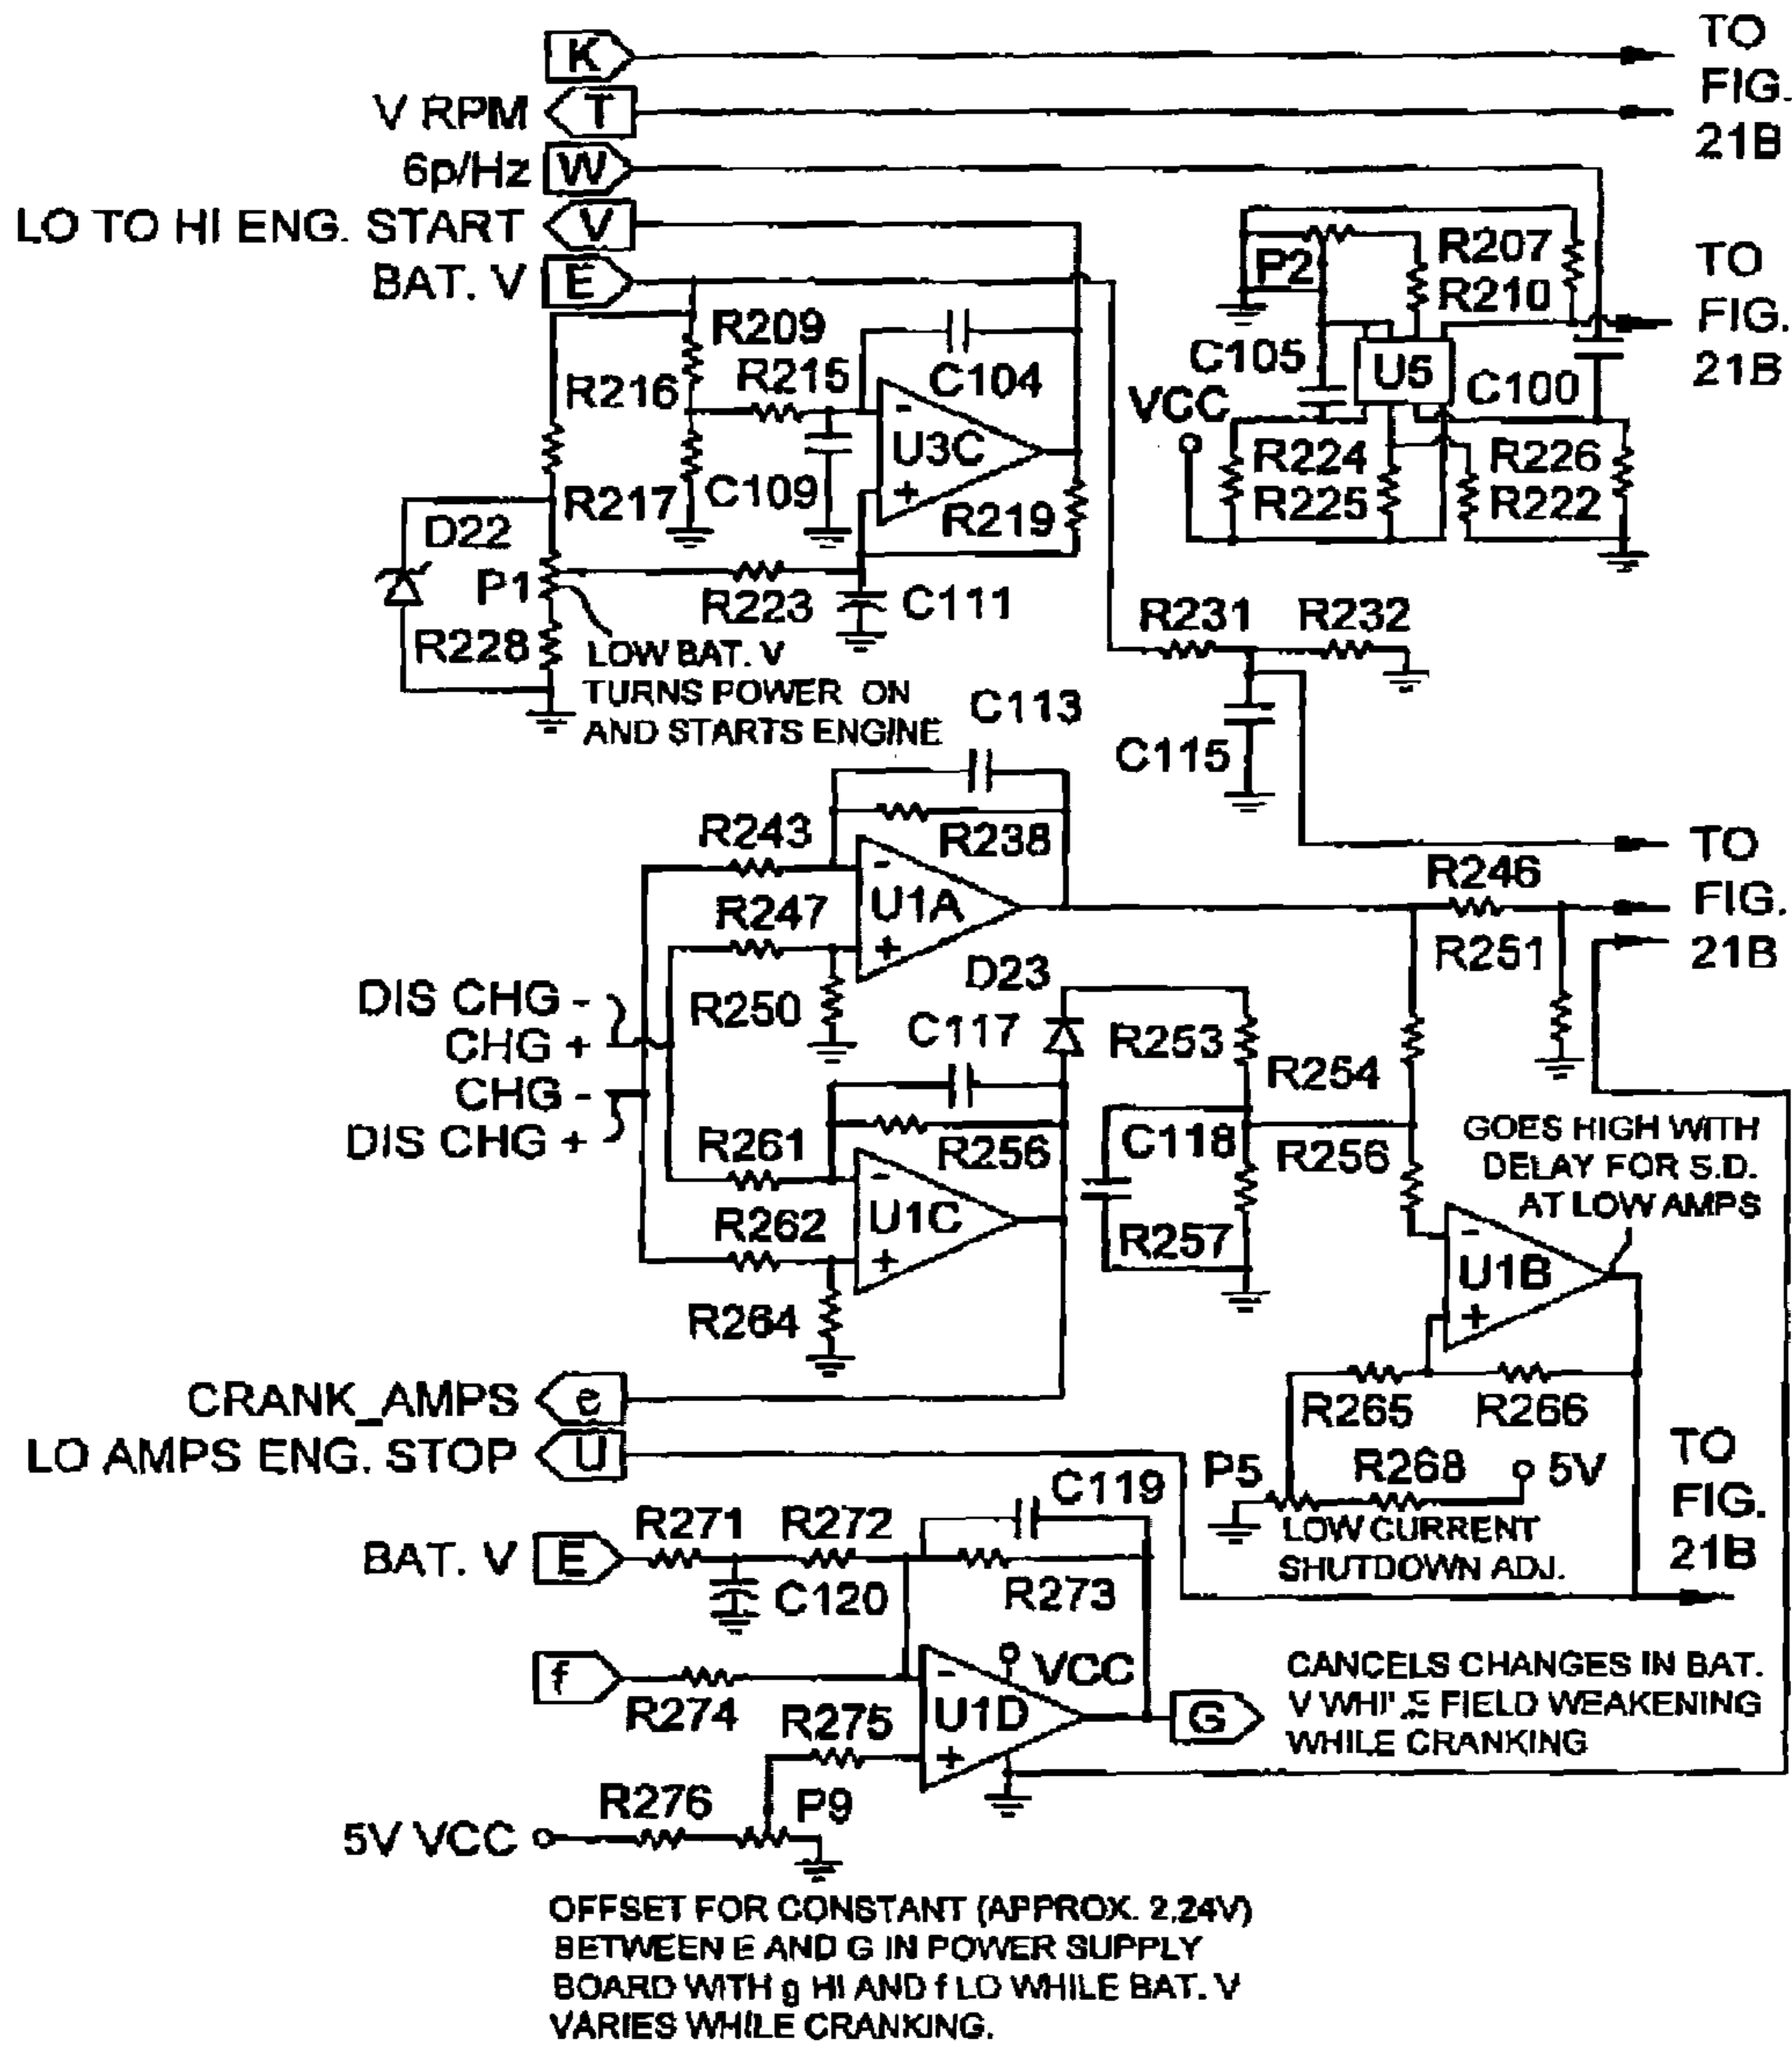 K
TO
FIG.
21B
V RPM T
6p/Hz W
LO TO HI ENG. START V
BAT. V E
P2
R207
R210
TO
FIG.
21B
R209
R216
R215
C104
C105
U5
C100
VCC
-
U3C
+
R217
C109
R219
R224
R225
R226
R222
D22
P1
R223
C111
R228
LOW BAT. V
TURNS POWER ON
AND STARTS ENGINE
R231
R232
C115
C113
R243
R238
-
U1A
+
R247
R250
R246
R251
TO
FIG.
21B
DIS CHG -
CHG +
CHG -
DIS CHG +
D23
C117
R253
R254
R261
R256
C118
R256
-
U1C
+
R262
R257
R264
GOES HIGH WITH
DELAY FOR S.D.
AT LOW AMPS
-
U1B
+
CRANK_AMPS e
LO AMPS ENG. STOP U
R265
R266
P5
R268
5V
LOW CURRENT
SHUTDOWN ADJ.
TO
FIG.
21B
C119
BAT. V E
R271
R272
C120
R273
f
R274
-
VCC
U1D
+
R275
G
CANCELS CHANGES IN BAT.
V WHILE FIELD WEAKENING
WHILE CRANKING
5V VCC
R276
P9
OFFSET FOR CONSTANT (APPROX. 2.24V)
BETWEEN E AND G IN POWER SUPPLY
BOARD WITH g HI AND f LO WHILE BAT. V
VARIES WHILE CRANKING.